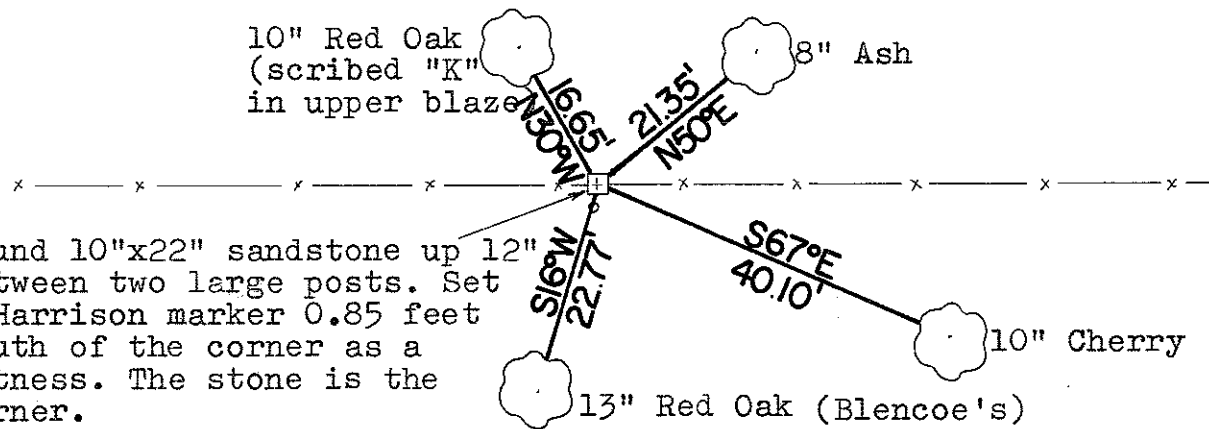 10" Red Oak
(scribed "K"
in upper blaze
8" Ash
16.65'
N30°W
21.35'
N50°E
S67°E
40.10'
S16°W
22.77'
und 10"x22" sandstone up 12"
tween two large posts. Set
Harrison marker 0.85 feet
uth of the corner as a
tness. The stone is the
rner.
10" Cherry
13" Red Oak (Blencoe's)